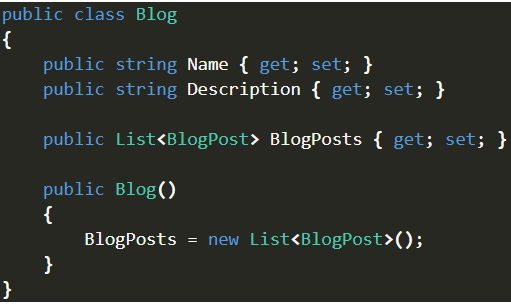 public class Blog
{
    public string Name { get; set; }
    public string Description { get; set; }

    public List<BlogPost> BlogPosts { get; set; }

    public Blog()
    {
        BlogPosts = new List<BlogPost>();
    }
}